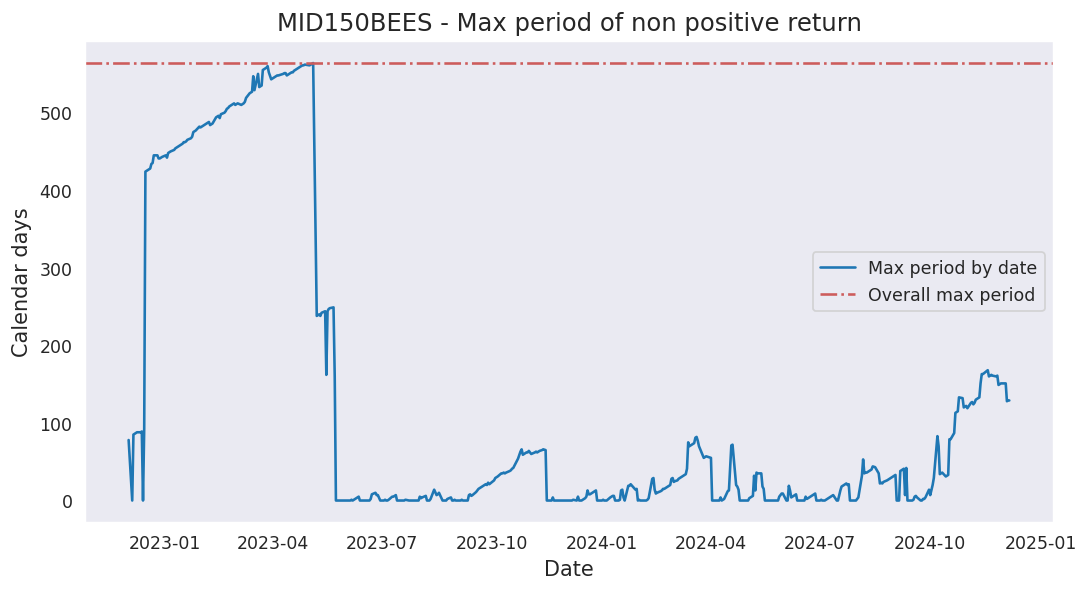 MID150BEES - Max period of non positive return
Calendar days
500
400
300
200
100
0
Max period by date
Overall max period
2023-01 2023-04 2023-07 2023-10 2024-01 2024-04 2024-07 2024-10 2025-01
Date